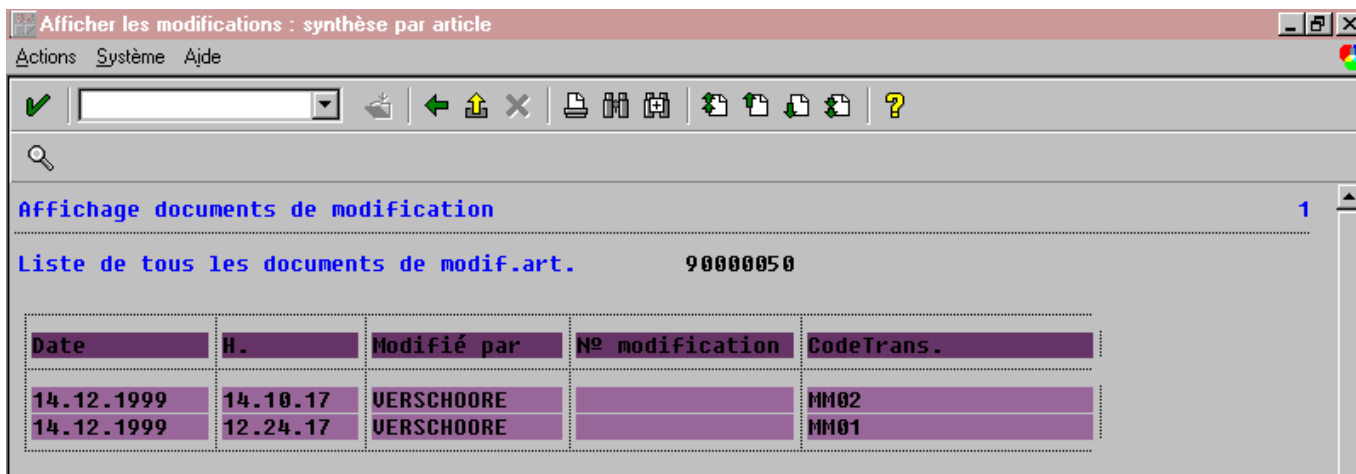 Afficher les modifications : synthèse par article
Actions Système Aide
Affichage documents de modification 1
Liste de tous les documents de modif.art. 90000050
Date H. Modifié par Nº modification CodeTrans.
14.12.1999 14.10.17 VERSCHOORE MM02
14.12.1999 12.24.17 VERSCHOORE MM01